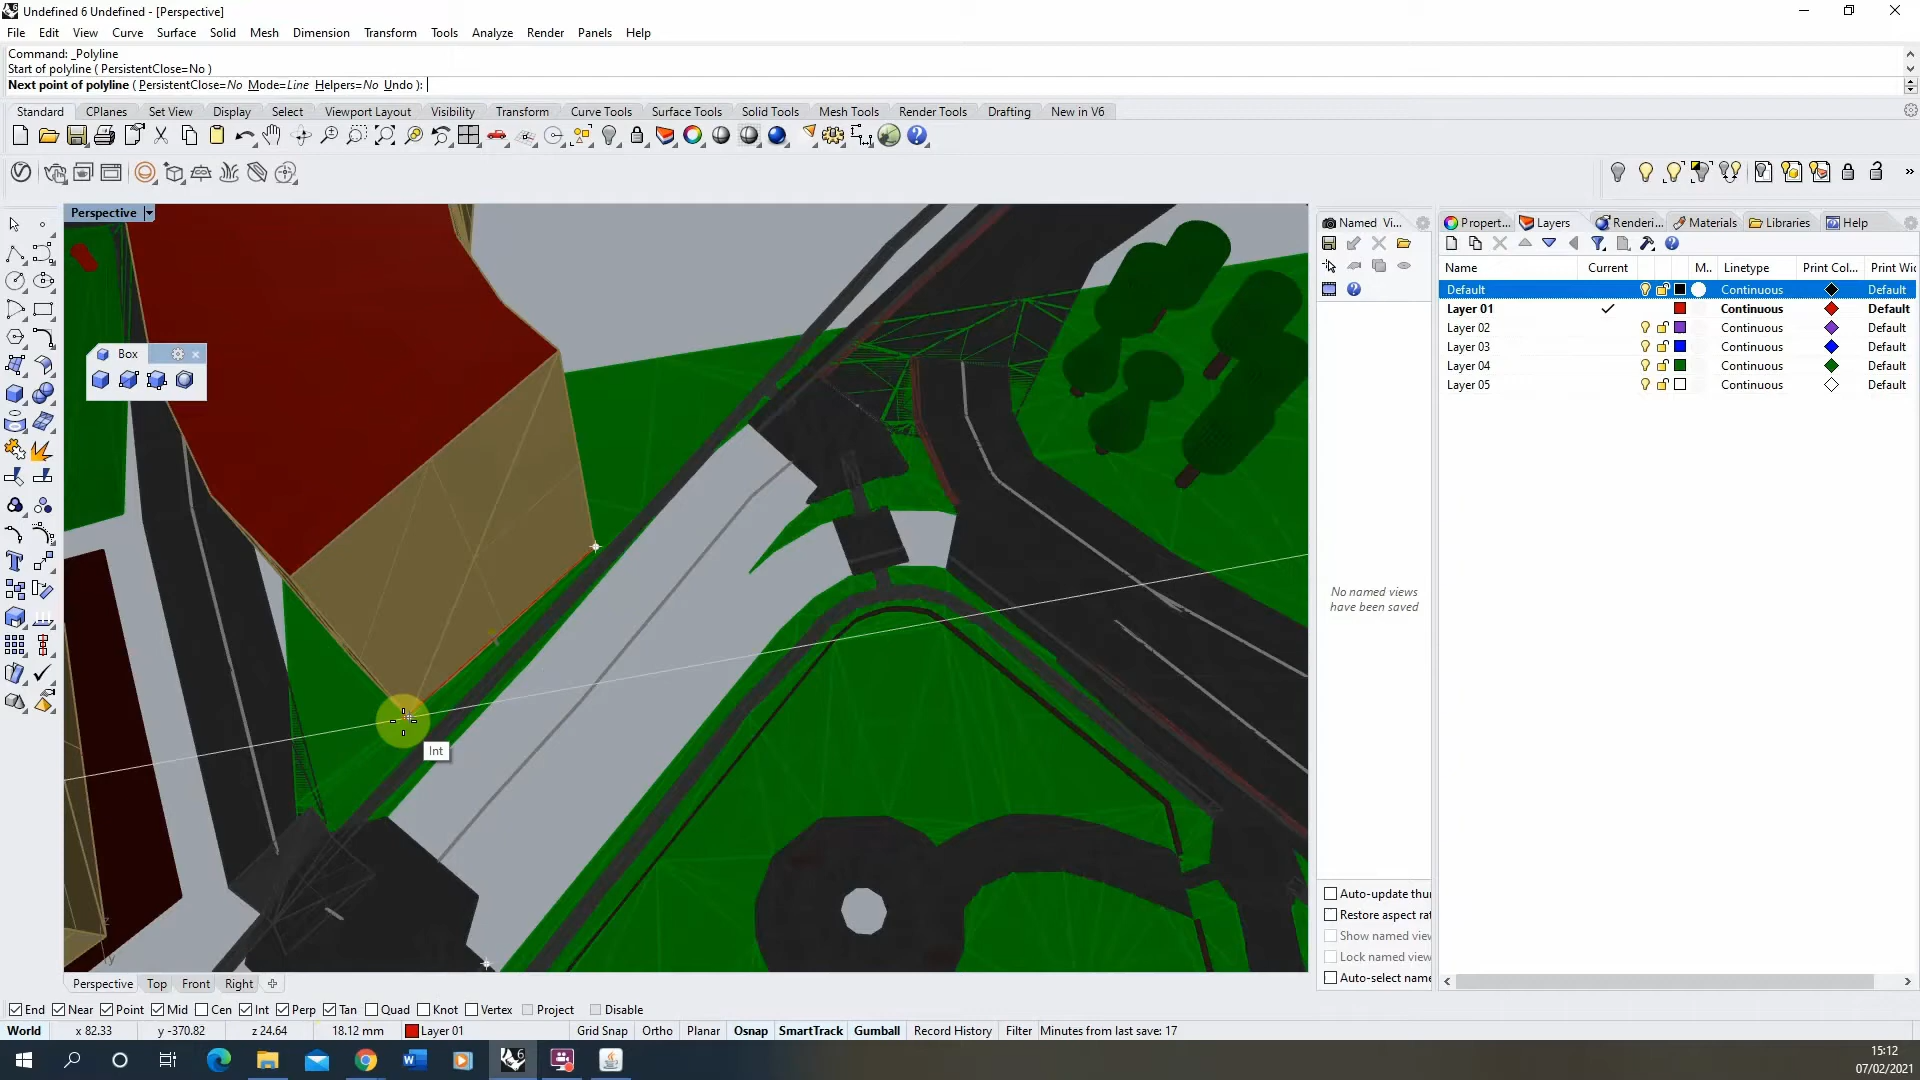 Undefined 6 Undefined - [Perspective]
File Edit View Curve Surface Solid Mesh Dimension Transform Tools Analyze Render Panels Help
Command: _Polyline
Start of polyline ( PersistentClose=No )
Next point of polyline ( PersistentClose=No Mode=Line Helpers=No Undo ):
Standard CPlanes Set View Display Select Viewport Layout Visibility Transform Curve Tools Surface Tools Solid Tools Mesh Tools Render Tools Drafting New in V6
Perspective
Named Vi...
Propert... Layers Renderi... Materials Libraries Help
Name Current M.. Linetype Print Col... Print Wi
Default Continuous Default
Layer 01 Continuous Default
Layer 02 Continuous Default
Layer 03 Continuous Default
Layer 04 Continuous Default
Layer 05 Continuous Default
Box
No named views
have been saved
Int
z
y
Auto-update thu
Restore aspect rat
Show named view
Lock named view
Auto-select name
Perspective Top Front Right
End Near Point Mid Cen Int Perp Tan Quad Knot Vertex Project Disable
World x 82.33 y -370.82 z 24.64 18.12 mm Layer 01 Grid Snap Ortho Planar Osnap SmartTrack Gumball Record History Filter Minutes from last save: 17
15:12
07/02/2021